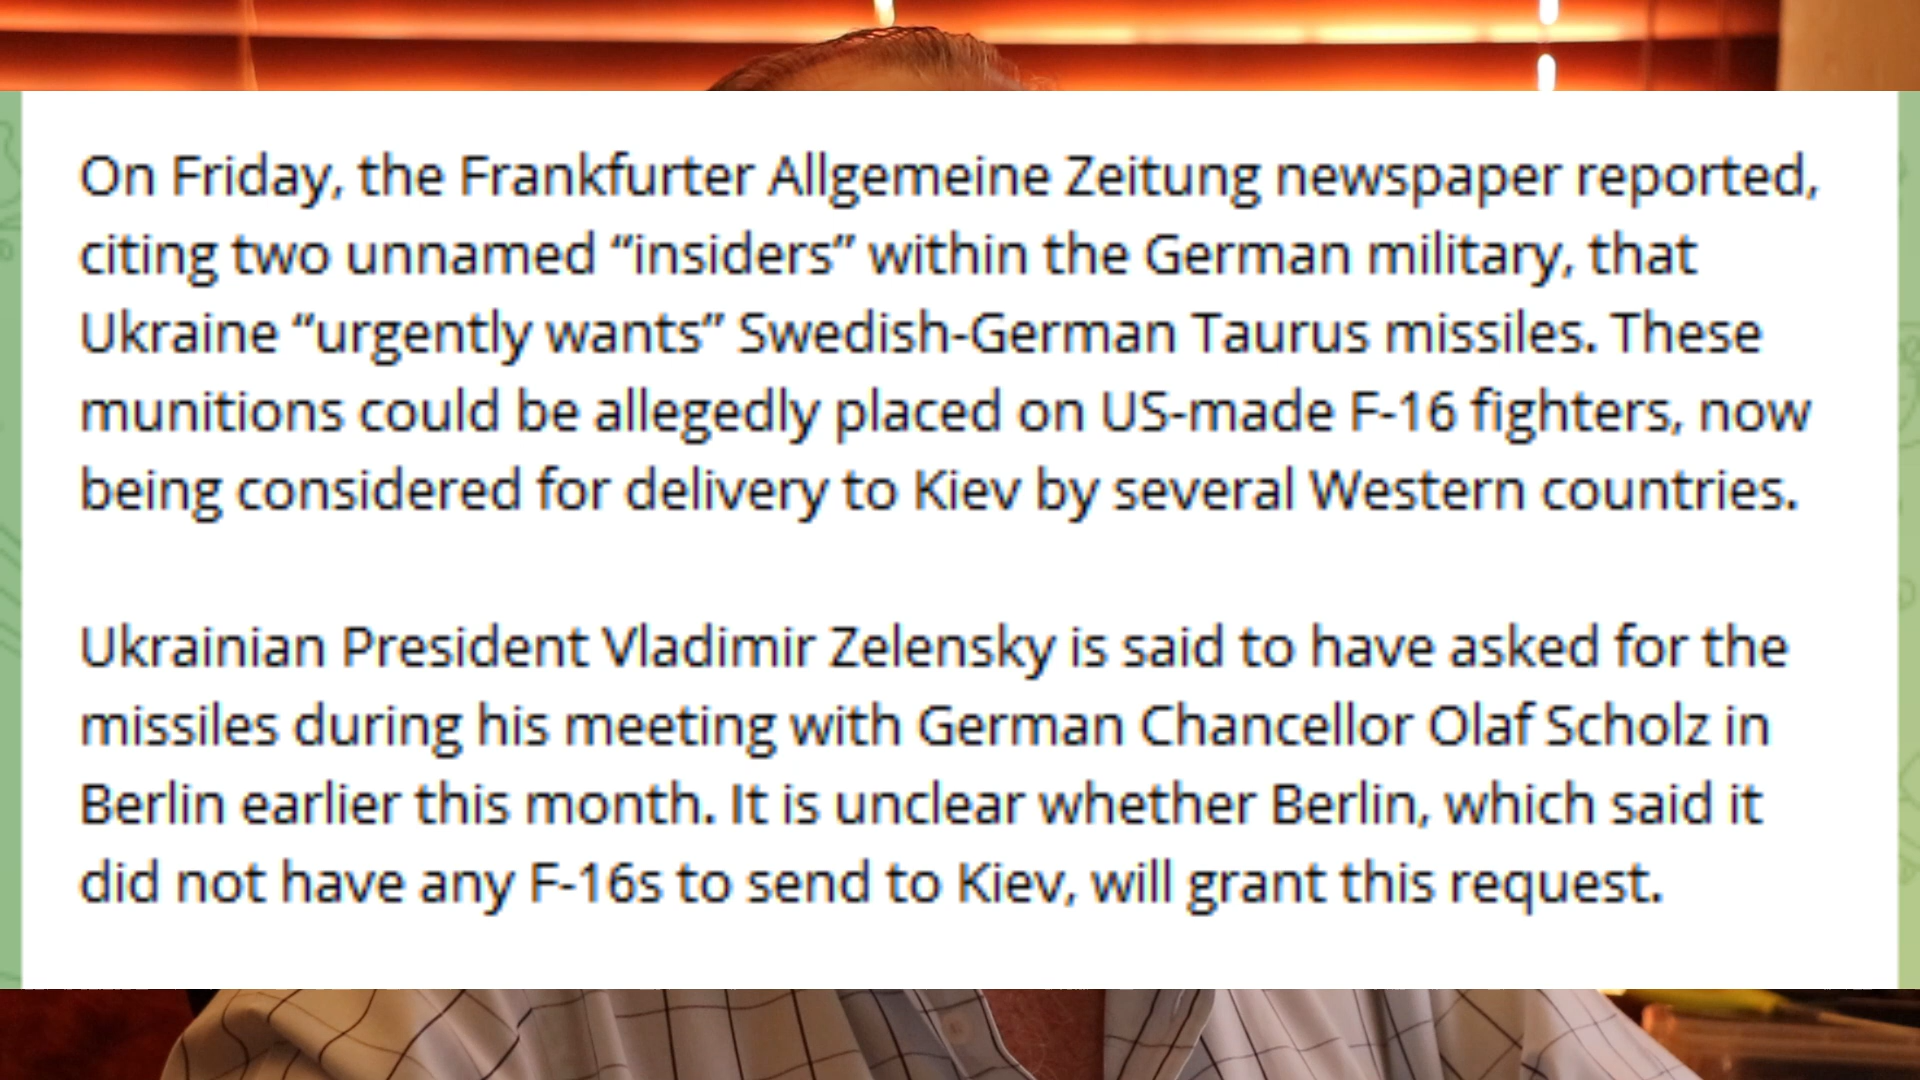 On Friday, the Frankfurter Allgemeine Zeitung newspaper reported,
citing two unnamed “insiders” within the German military, that
Ukraine “urgently wants” Swedish-German Taurus missiles. These
munitions could be allegedly placed on US-made F-16 fighters, now
being considered for delivery to Kiev by several Western countries.
Ukrainian President Vladimir Zelensky is said to have asked for the
missiles during his meeting with German Chancellor Olaf Scholz in
Berlin earlier this month. It is unclear whether Berlin, which said it
did not have any F-16s to send to Kiev, will grant this request.